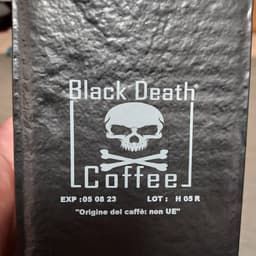 Black Death
Coffee
EXP :05 08 23 LOT : H 05 R
"Origine del caffè: non UE"